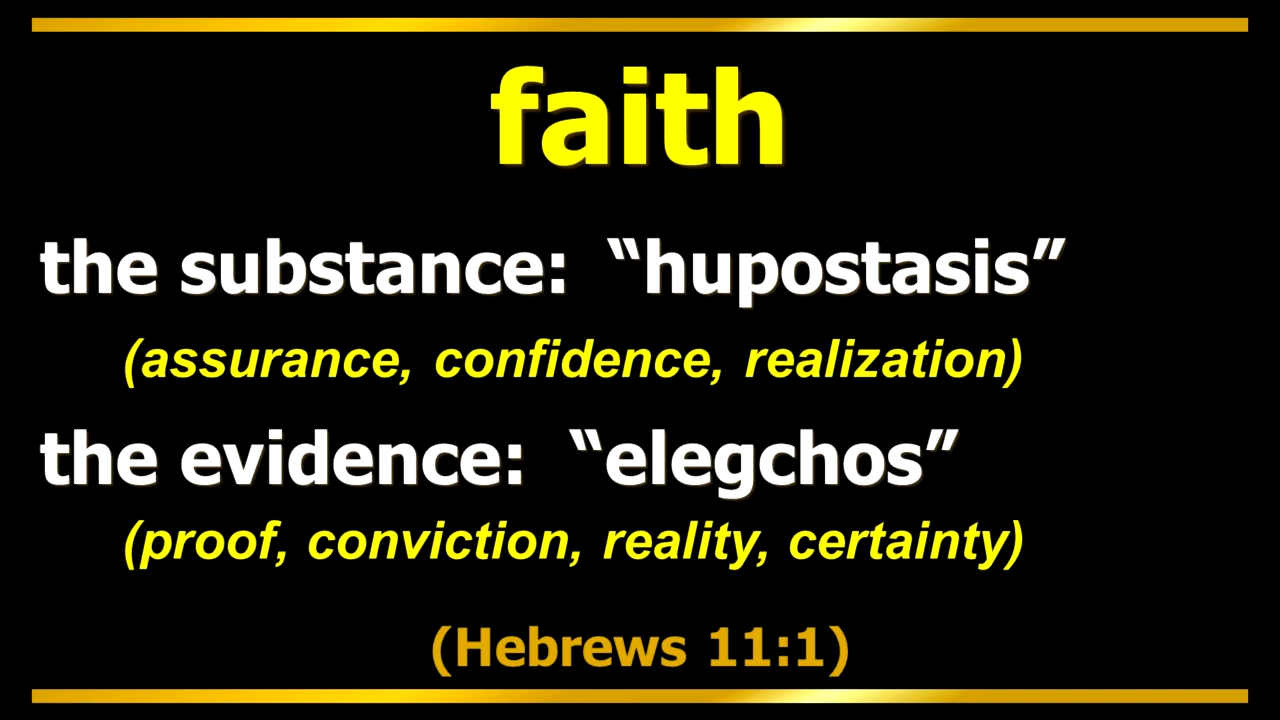 faith
the substance:  “hupostasis”
(assurance, confidence, realization)
the evidence:  “elegchos”
(proof, conviction, reality, certainty)
(Hebrews 11:1)